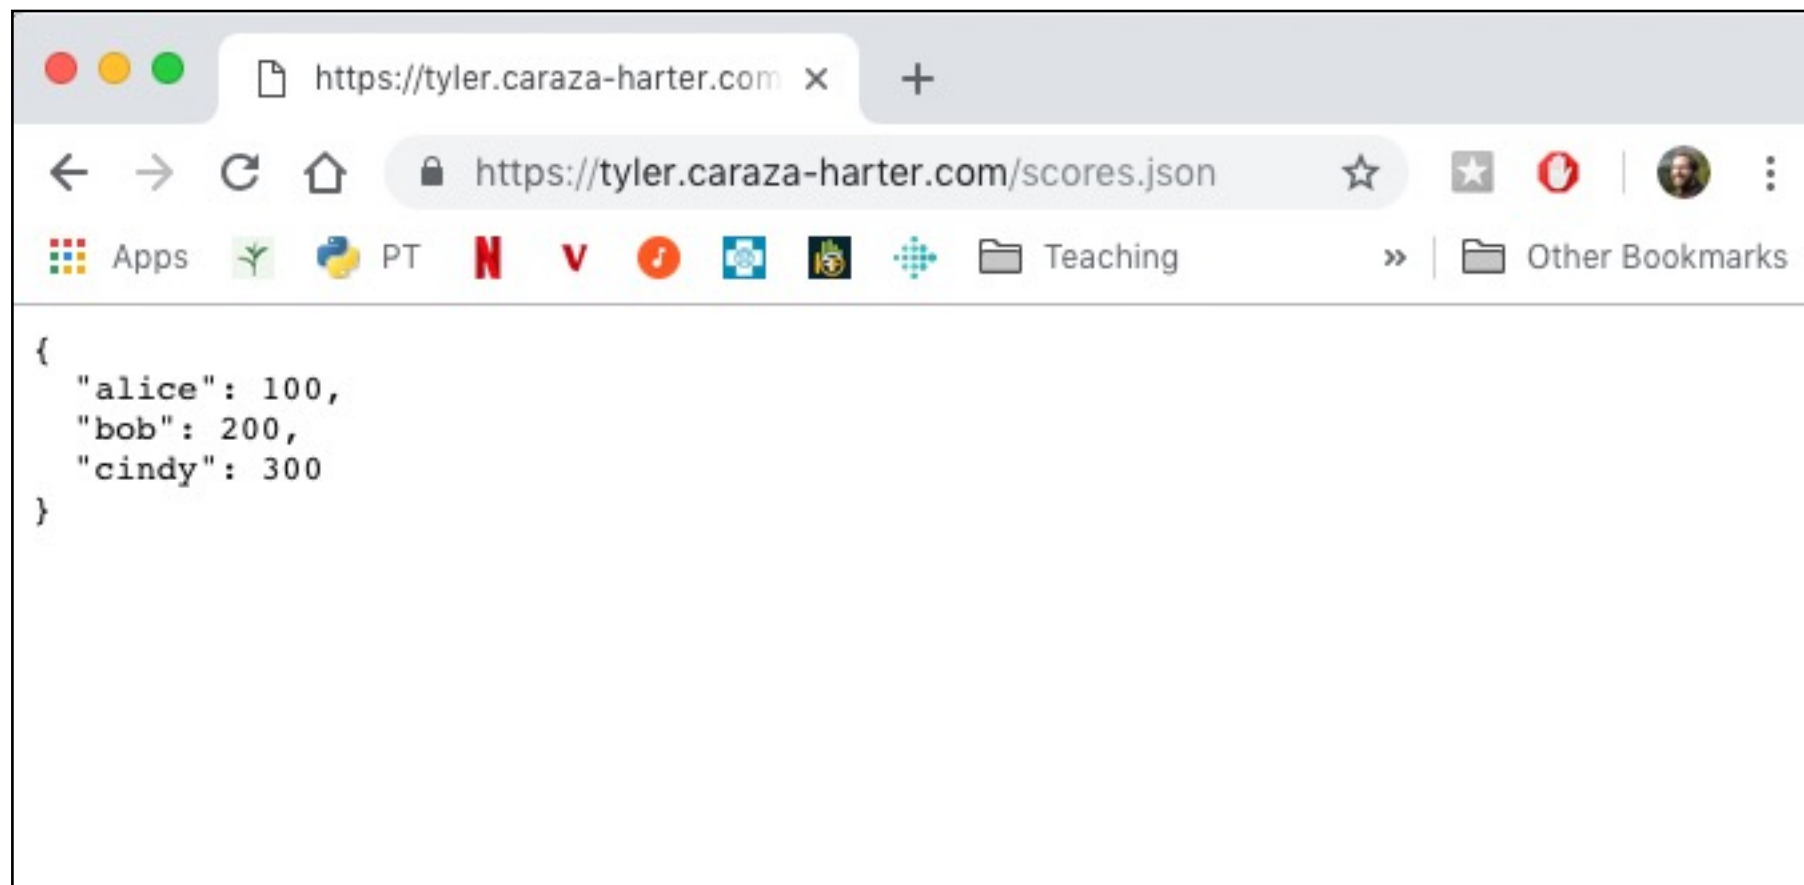 https://tyler.caraza-harter.com
https://tyler.caraza-harter.com/scores.json
Apps PT N V Teaching » Other Bookmarks
{
  "alice": 100,
  "bob": 200,
  "cindy": 300
}